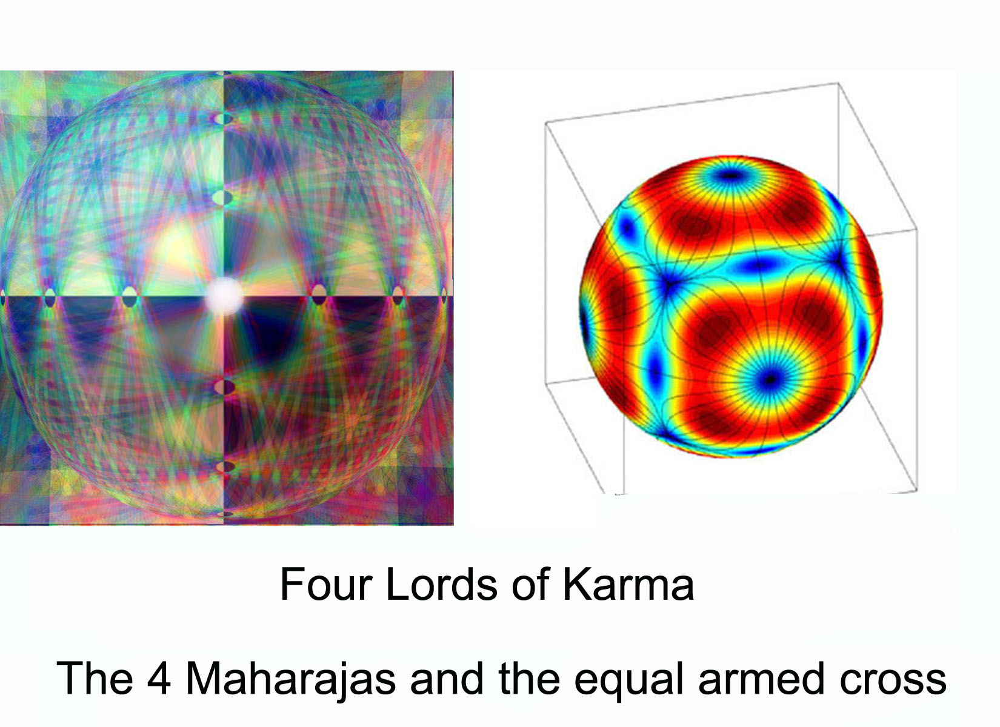 Four Lords of Karma
The 4 Maharajas and the equal armed cross